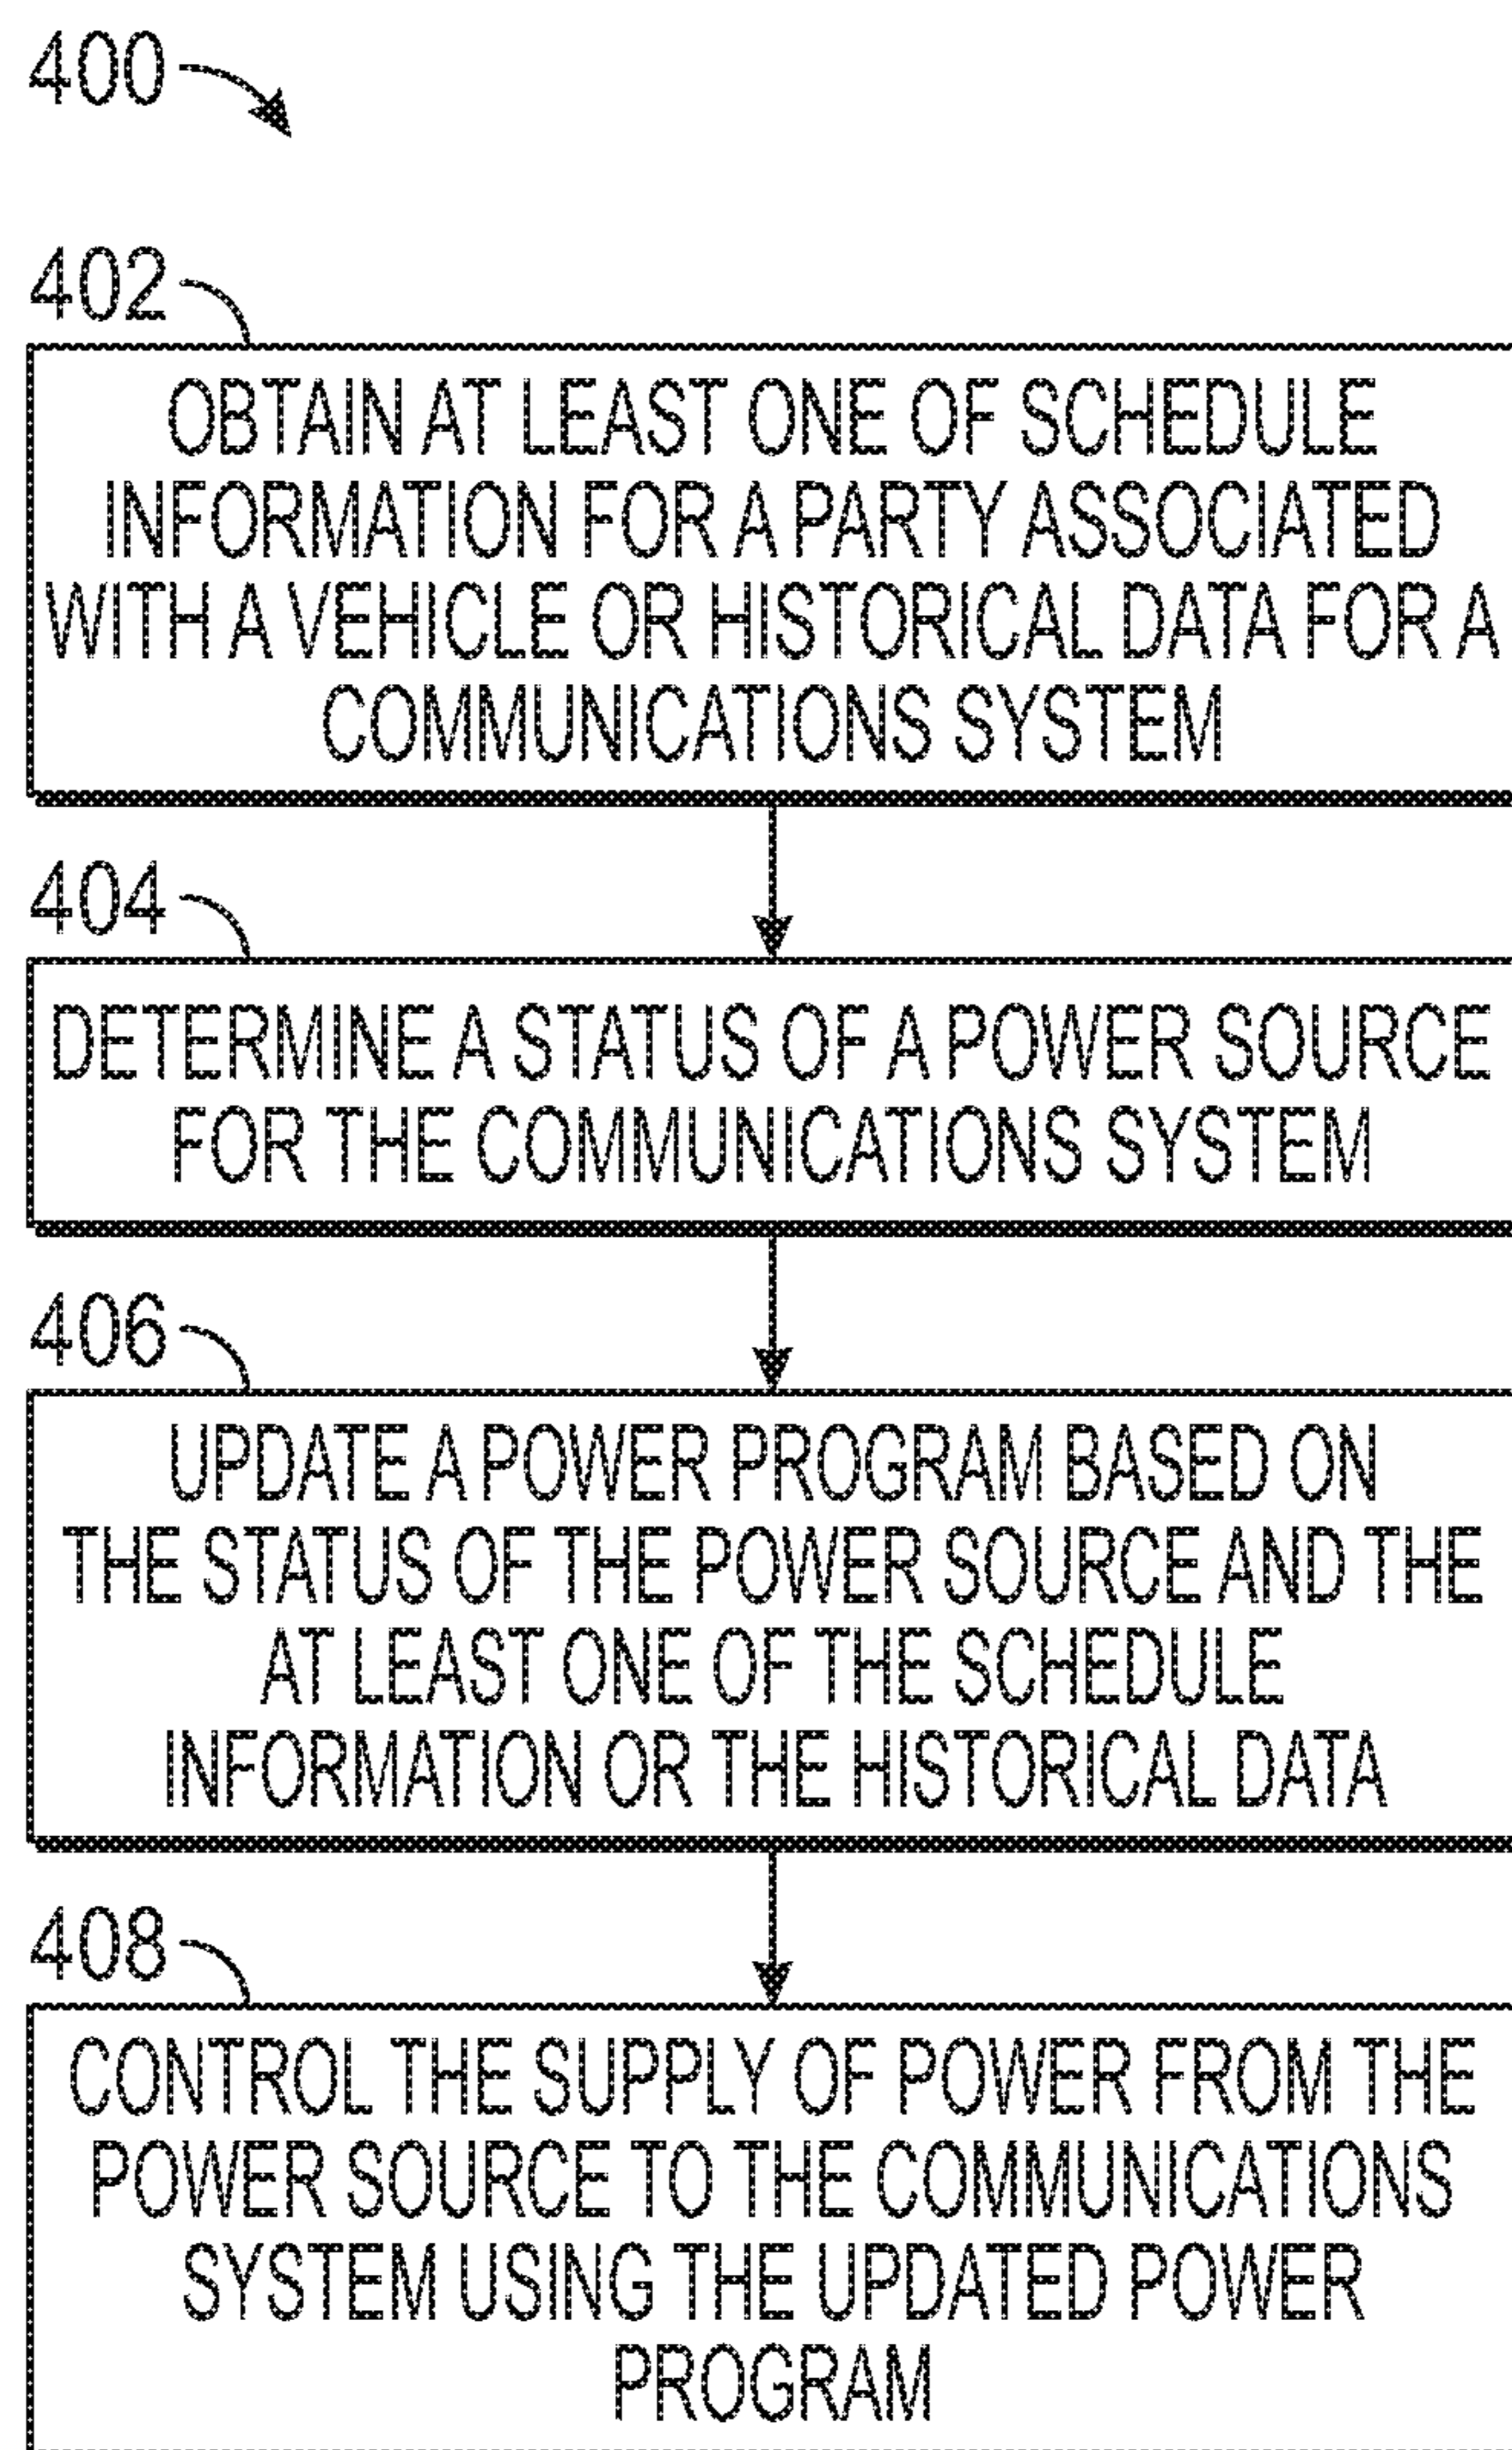 400
402
OBTAIN AT LEAST ONE OF SCHEDULE
INFORMATION FOR A PARTY ASSOCIATED
WITH A VEHICLE OR HISTORICAL DATA FOR A
COMMUNICATIONS SYSTEM
404
DETERMINE A STATUS OF A POWER SOURCE
FOR THE COMMUNICATIONS SYSTEM
406
UPDATE A POWER PROGRAM BASED ON
THE STATUS OF THE POWER SOURCE AND THE
AT LEAST ONE OF THE SCHEDULE
INFORMATION OR THE HISTORICAL DATA
408
CONTROL THE SUPPLY OF POWER FROM THE
POWER SOURCE TO THE COMMUNICATIONS
SYSTEM USING THE UPDATED POWER
PROGRAM